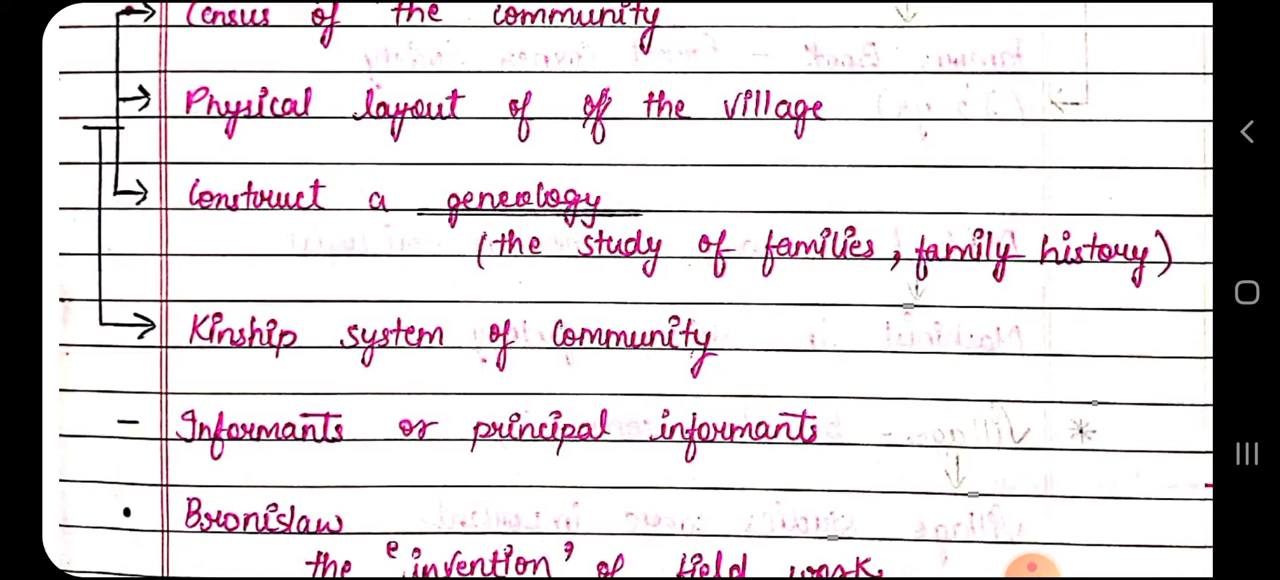 Census of the community
Physical layout of of the village
Construct a genealogy
(the study of families, family history)
Kinship system of community
- Informants or principal informants
• Bronislaw
the "invention" of field work